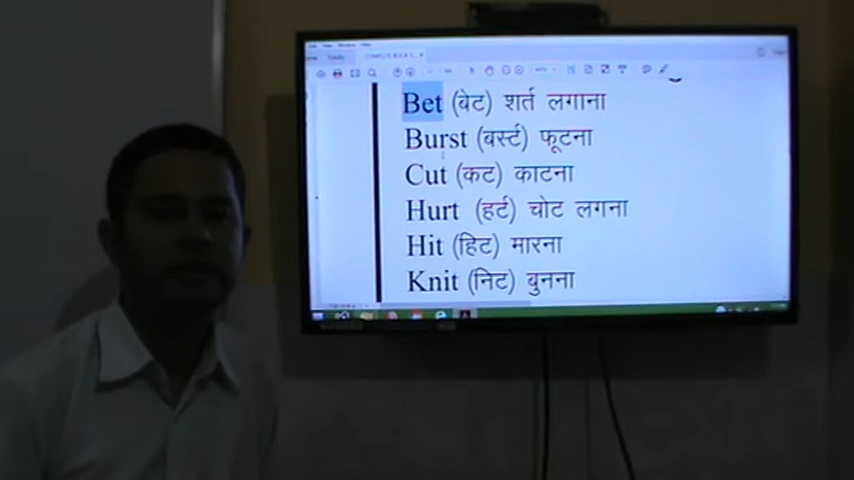 Bet (बेट) शर्त लगाना
Burst (बर्स्ट) फूटना
Cut (कट) काटना
Hurt (हर्ट) चोट लगना
Hit (हिट) मारना
Knit (निट) बुनना